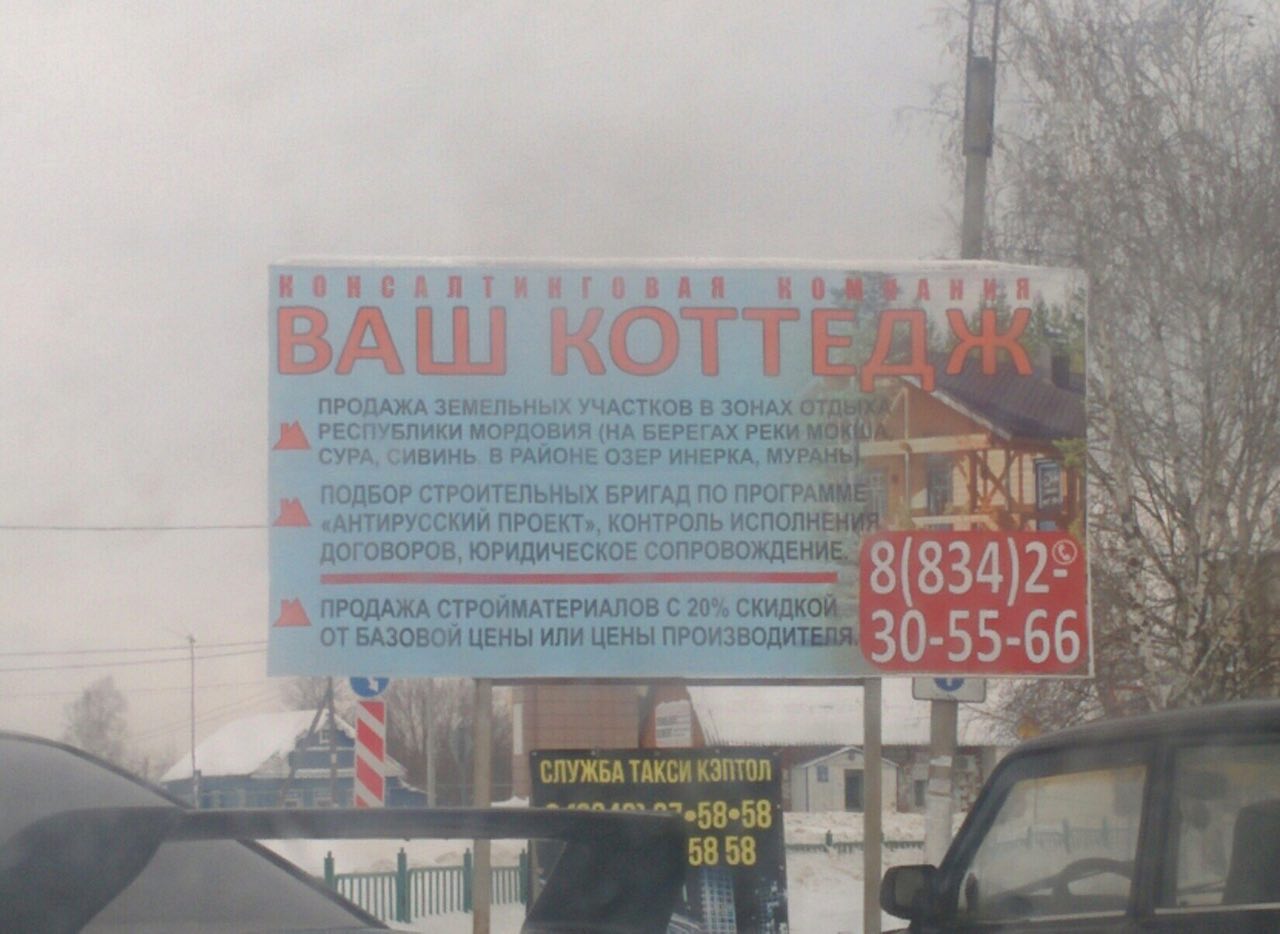 КОНСАЛТИНГОВАЯ КОМПАНИЯ
ВАШ КОТТЕДЖ
ПРОДАЖА ЗЕМЕЛЬНЫХ УЧАСТКОВ В ЗОНАХ ОТДЫХА
РЕСПУБЛИКИ МОРДОВИЯ (НА БЕРЕГАХ РЕКИ МОКША
СУРА, СИВИНЬ. В РАЙОНЕ ОЗЕР ИНЕРКА, МУРАНЬ)
ПОДБОР СТРОИТЕЛЬНЫХ БРИГАД ПО ПРОГРАММЕ
«АНТИРУССКИЙ ПРОЕКТ», КОНТРОЛЬ ИСПОЛНЕНИЯ
ДОГОВОРОВ, ЮРИДИЧЕСКОЕ СОПРОВОЖДЕНИЕ.
ПРОДАЖА СТРОЙМАТЕРИАЛОВ С 20% СКИДКОЙ
ОТ БАЗОВОЙ ЦЕНЫ ИЛИ ЦЕНЫ ПРОИЗВОДИТЕЛЯ.
8(834)2-
30-55-66
СЛУЖБА ТАКСИ КЭПТОЛ
•58•58
58 58